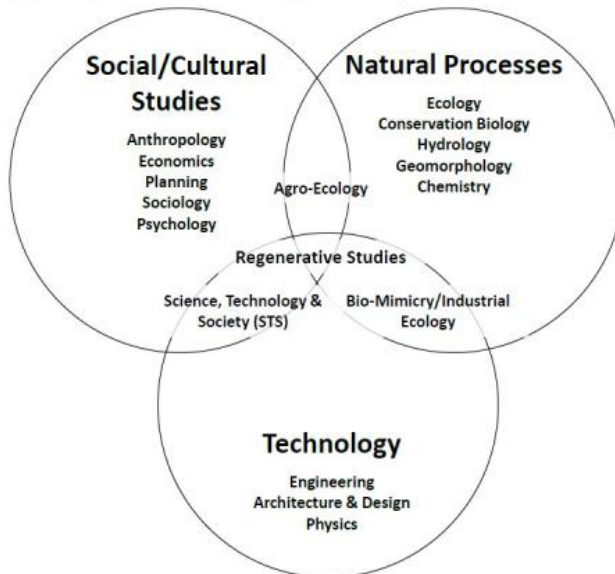 Social/Cultural
Studies
Anthropology
Economics
Planning
Sociology
Psychology
Natural Processes
Ecology
Conservation Biology
Hydrology
Geomorphology
Chemistry
Agro-Ecology
Regenerative Studies
Science, Technology &
Society (STS)
Bio-Mimicry/Industrial
Ecology
Technology
Engineering
Architecture & Design
Physics